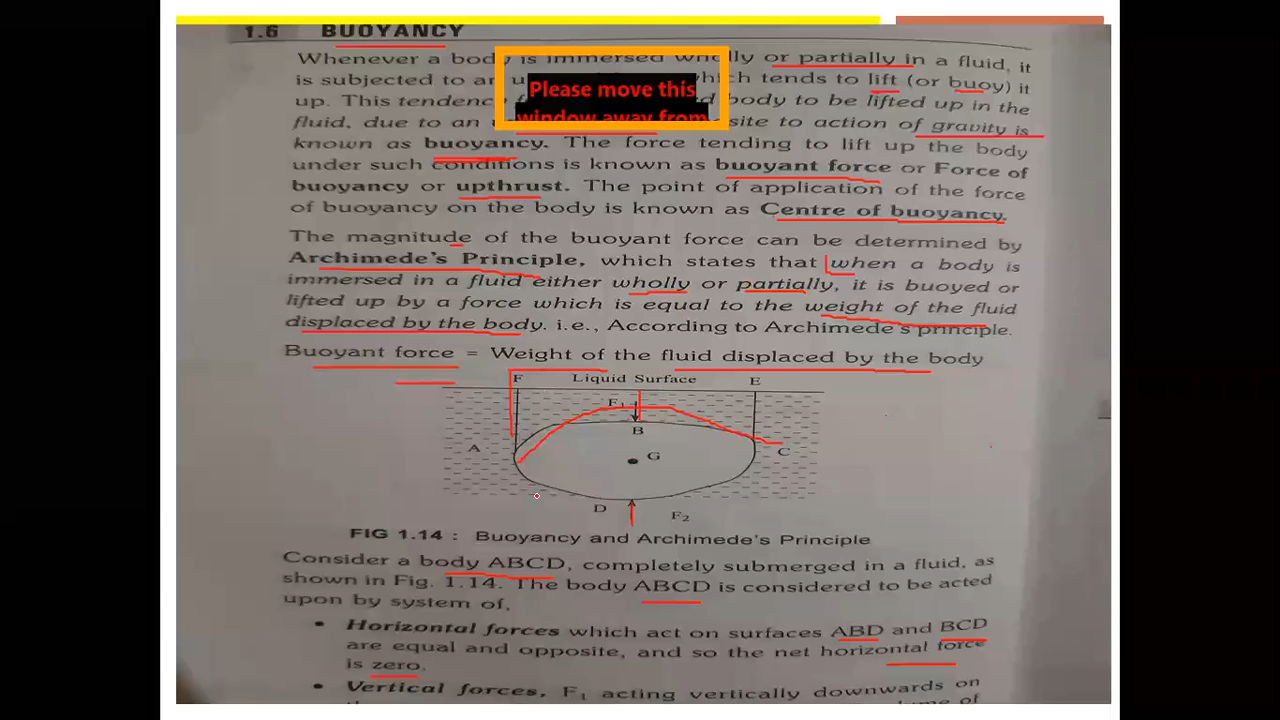 1.6 BUOYANCY
Whenever a body is immersed wholly or partially in a fluid, it
is subjected to an u which tends to lift (or buoy) it
Please move this
up. This tendenc d body to be lifted up in the
window away from
fluid, due to an site to action of gravity is
known as buoyancy. The force tending to lift up the body
under such conditions is known as buoyant force or Force of
buoyancy or upthrust. The point of application of the force
of buoyancy on the body is known as Centre of buoyancy.
The magnitude of the buoyant force can be determined by
Archimede's Principle, which states that when a body is
immersed in a fluid either wholly or partially, it is buoyed or
lifted up by a force which is equal to the weight of the fluid
displaced by the body. i.e., According to Archimede's principle.
Buoyant force = Weight of the fluid displaced by the body
F Liquid Surface E
F1
B
A G C
D F2
FIG 1.14 : Buoyancy and Archimede's Principle
Consider a body ABCD, completely submerged in a fluid, as
shown in Fig. 1.14. The body ABCD is considered to be acted
upon by system of,
• Horizontal forces which act on surfaces ABD and BCD
are equal and opposite, and so the net horizontal force
is zero.
• Vertical forces, F1 acting vertically downwards on